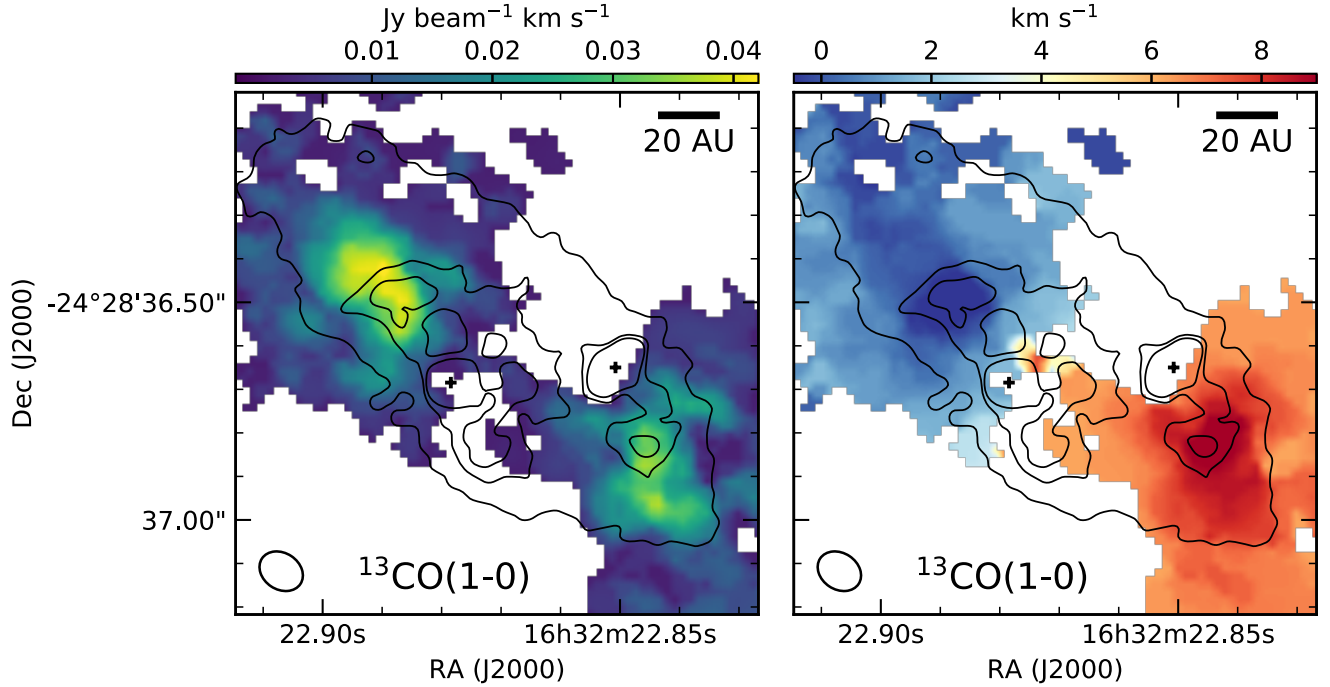 Jy beam⁻¹ km s⁻¹
0.01 0.02 0.03 0.04
km s⁻¹
0 2 4 6 8
20 AU
20 AU
Dec (J2000)
-24°28'36.50"
37.00"
¹³CO(1-0)
¹³CO(1-0)
22.90s 16h32m22.85s
22.90s 16h32m22.85s
RA (J2000)
RA (J2000)